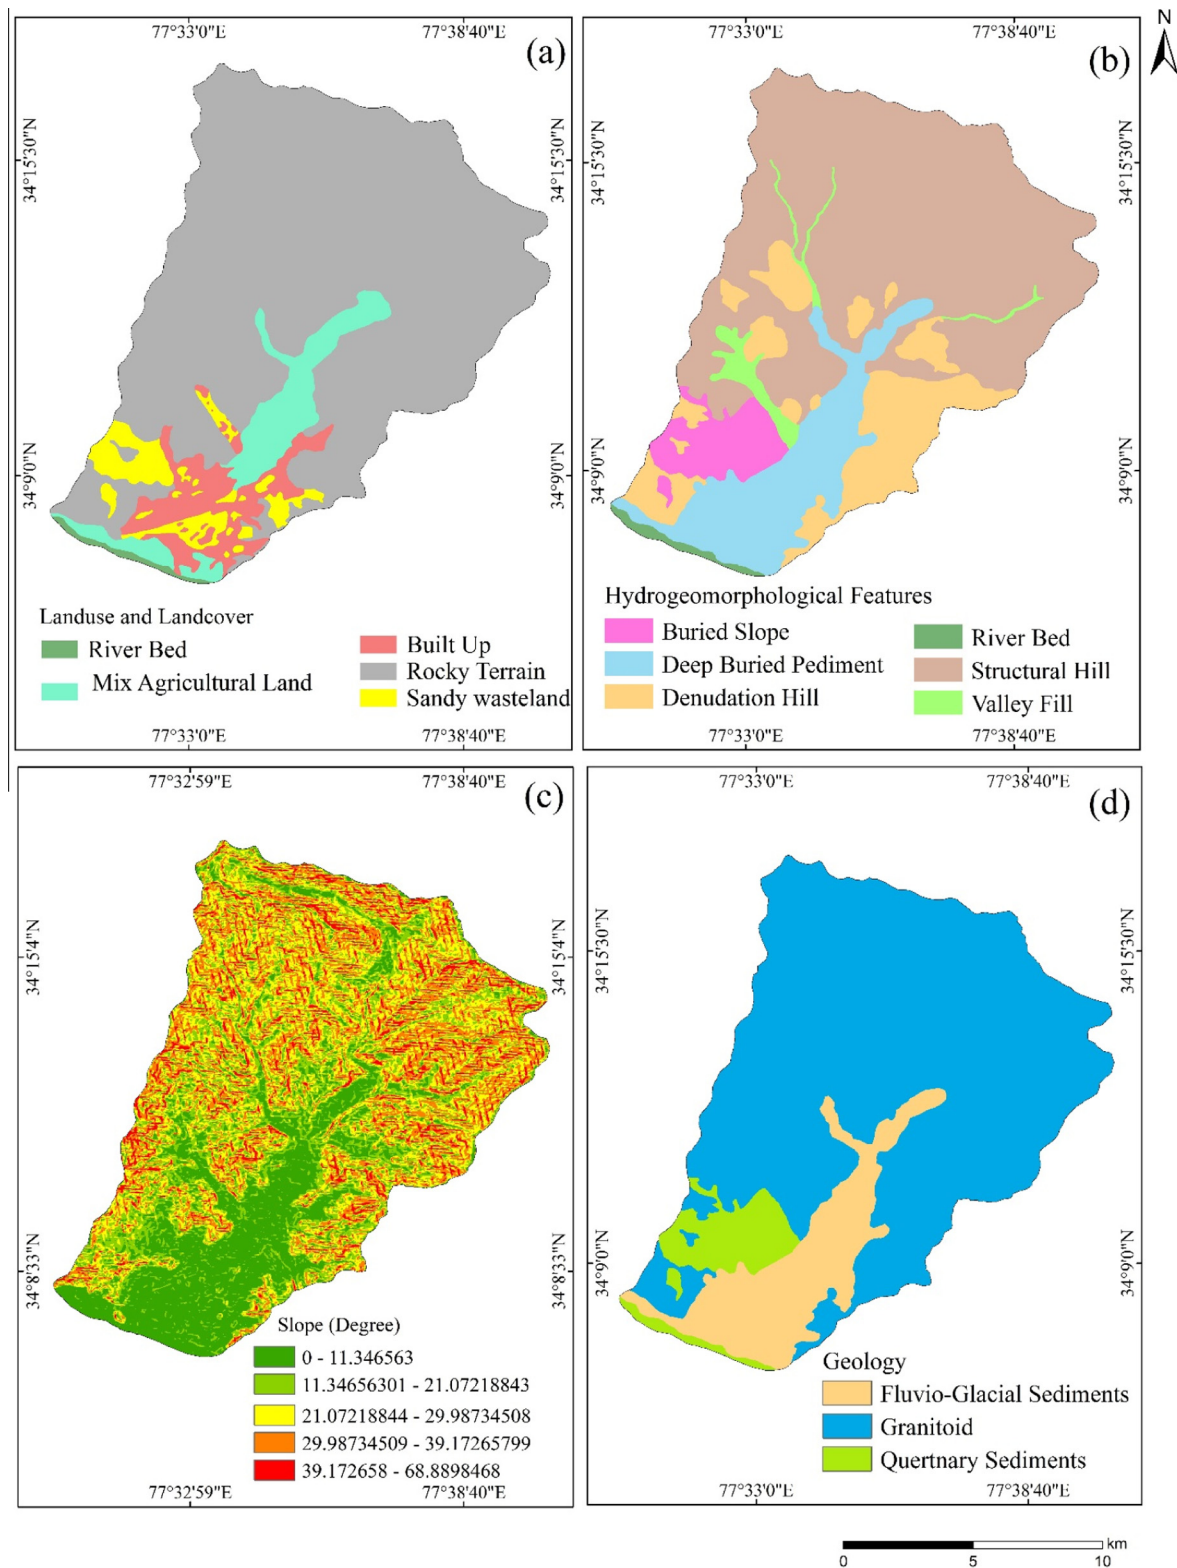 N
77°33'0"E 77°38'40"E
(a)
34°15'30"N 34°15'30"N
34°9'0"N 34°9'0"N
Landuse and Landcover
River Bed
Mix Agricultural Land
Built Up
Rocky Terrain
Sandy wasteland
77°33'0"E 77°38'40"E
77°33'0"E 77°38'40"E
(b)
34°15'30"N 34°15'30"N
34°9'0"N 34°9'0"N
Hydrogeomorphological Features
Buried Slope
Deep Buried Pediment
Denudation Hill
River Bed
Structural Hill
Valley Fill
77°33'0"E 77°38'40"E
77°32'59"E 77°38'40"E
(c)
34°15'4"N 34°15'4"N
34°8'33"N 34°8'33"N
Slope (Degree)
0 - 11.346563
11.34656301 - 21.07218843
21.07218844 - 29.98734508
29.98734509 - 39.17265799
39.172658 - 68.8898468
77°32'59"E 77°38'40"E
77°33'0"E 77°38'40"E
(d)
34°15'30"N 34°15'30"N
34°9'0"N 34°9'0"N
Geology
Fluvio-Glacial Sediments
Granitoid
Quertnary Sediments
77°33'0"E 77°38'40"E
km
0 5 10